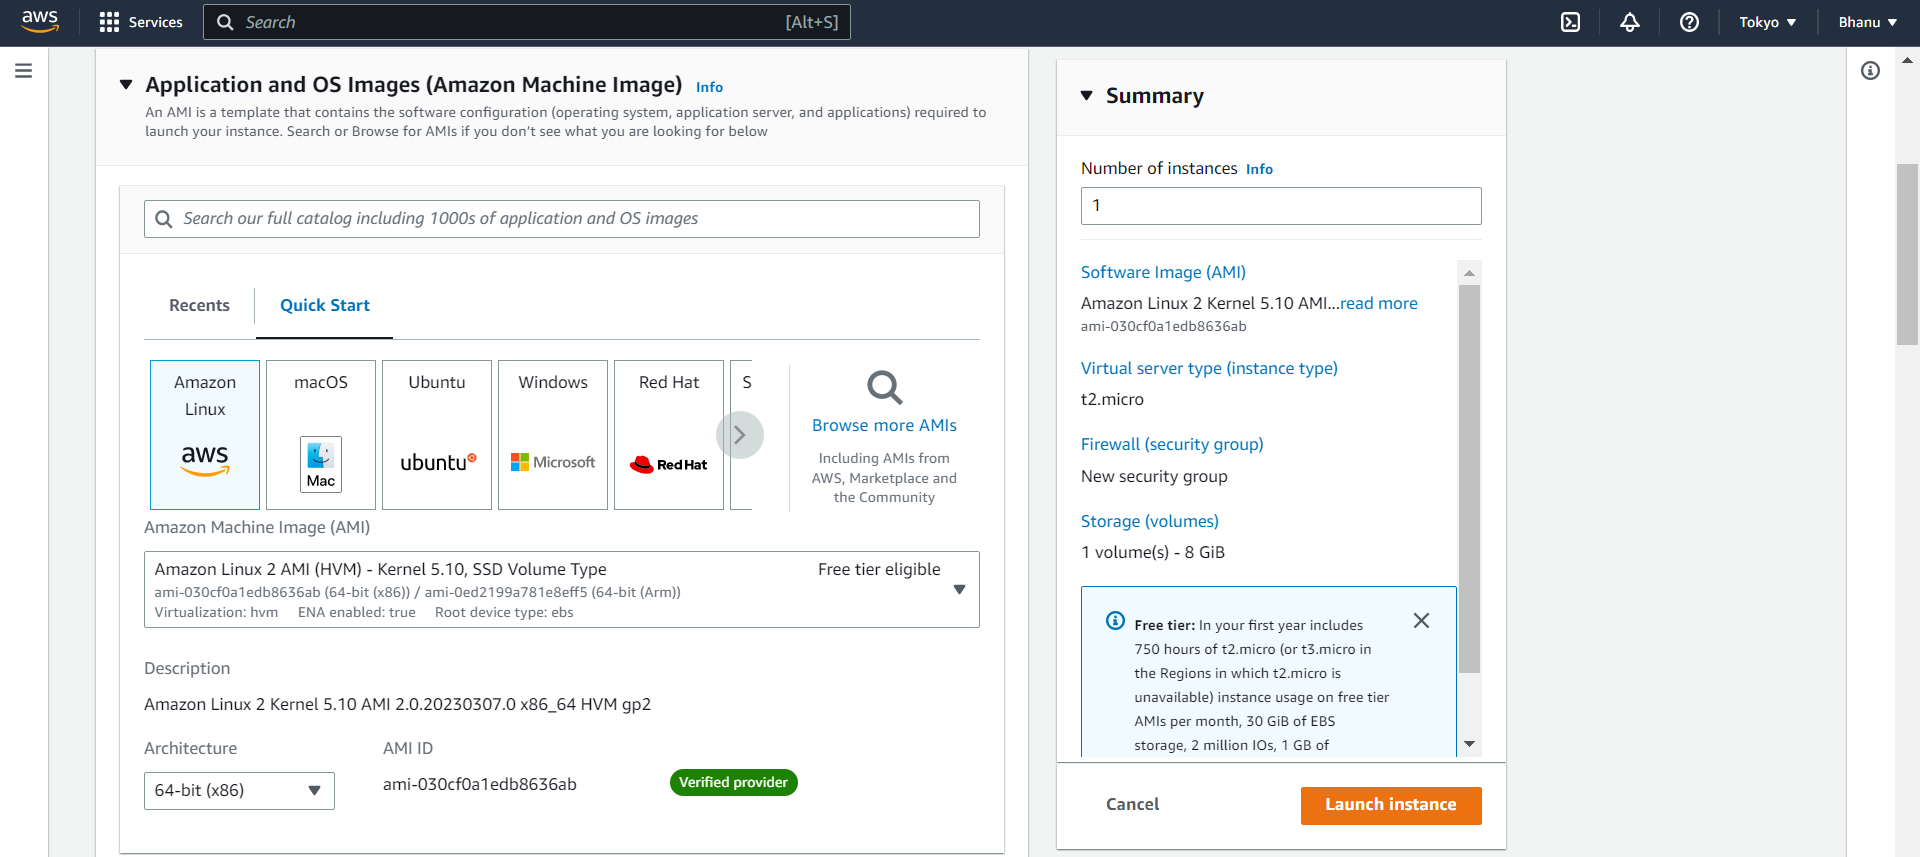 aws
Services
Search
[Alt+S]
Tokyo
Bhanu
Application and OS Images (Amazon Machine Image) Info
An AMI is a template that contains the software configuration (operating system, application server, and applications) required to
launch your instance. Search or Browse for AMIs if you don’t see what you are looking for below
Search our full catalog including 1000s of application and OS images
Recents
Quick Start
Amazon
Linux
aws
macOS
Mac
Ubuntu
ubuntu
Windows
Microsoft
Red Hat
Red Hat
S
Browse more AMIs
Including AMIs from
AWS, Marketplace and
the Community
Amazon Machine Image (AMI)
Amazon Linux 2 AMI (HVM) - Kernel 5.10, SSD Volume Type
Free tier eligible
ami-030cf0a1edb8636ab (64-bit (x86)) / ami-0ed2199a781e8eff5 (64-bit (Arm))
Virtualization: hvm ENA enabled: true Root device type: ebs
Description
Amazon Linux 2 Kernel 5.10 AMI 2.0.20230307.0 x86_64 HVM gp2
Architecture
64-bit (x86)
AMI ID
ami-030cf0a1edb8636ab
Verified provider
Summary
Number of instances Info
1
Software Image (AMI)
Amazon Linux 2 Kernel 5.10 AMI...read more
ami-030cf0a1edb8636ab
Virtual server type (instance type)
t2.micro
Firewall (security group)
New security group
Storage (volumes)
1 volume(s) - 8 GiB
Free tier: In your first year includes
750 hours of t2.micro (or t3.micro in
the Regions in which t2.micro is
unavailable) instance usage on free tier
AMIs per month, 30 GiB of EBS
storage, 2 million IOs, 1 GB of
Cancel
Launch instance